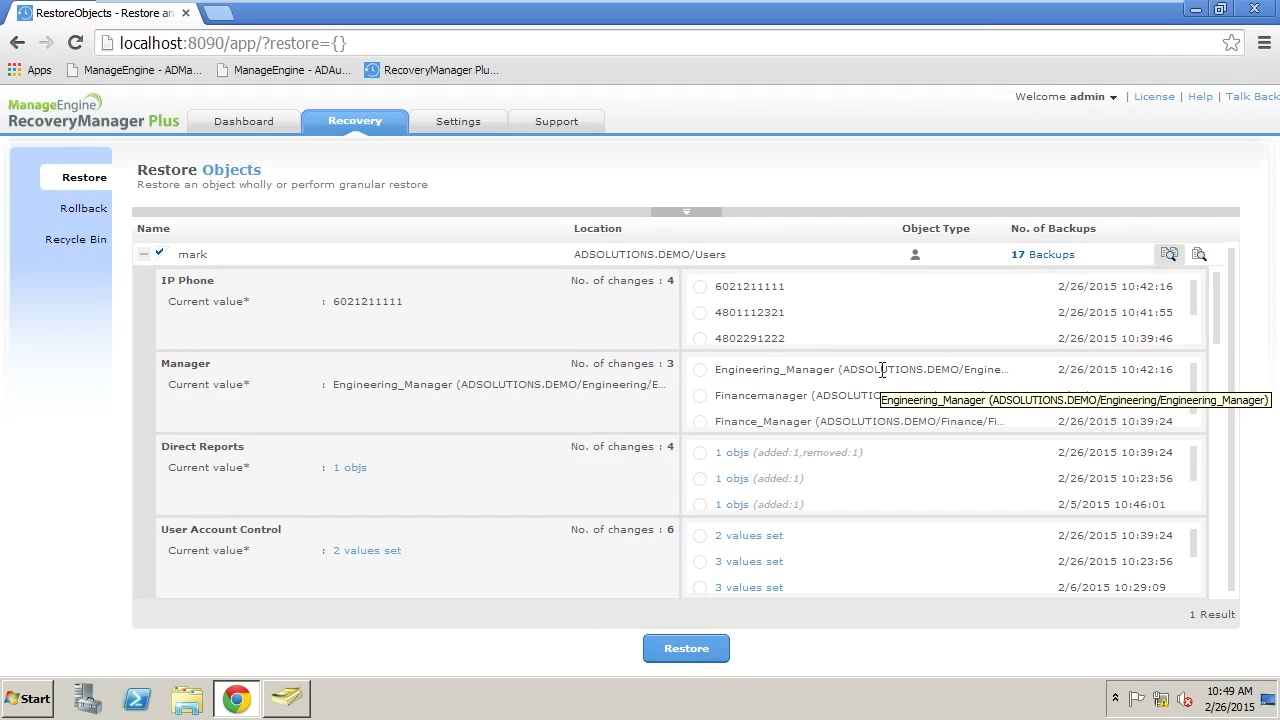 RestoreObjects - Restore an
localhost:8090/app/?restore={}
Apps ManageEngine - ADMa... ManageEngine - ADAu... RecoveryManager Plu...
Welcome admin | License | Help | Talk Back
ManageEngine
RecoveryManager Plus
Dashboard Recovery Settings Support
Restore
Rollback
Recycle Bin
Restore Objects
Restore an object wholly or perform granular restore
Name Location Object Type No. of Backups
mark ADSOLUTIONS.DEMO/Users 17 Backups
IP Phone No. of changes : 4
Current value* : 6021211111
6021211111 2/26/2015 10:42:16
4801112321 2/26/2015 10:41:55
4802291222 2/26/2015 10:39:46
Manager No. of changes : 3
Current value* : Engineering_Manager (ADSOLUTIONS.DEMO/Engineering/E...
Engineering_Manager (ADSOLUTIONS.DEMO/Engine... 2/26/2015 10:42:16
Financemanager (ADSOLUTIO
Engineering_Manager (ADSOLUTIONS.DEMO/Engineering/Engineering_Manager)
Finance_Manager (ADSOLUTIONS.DEMO/Finance/Fi... 2/26/2015 10:39:24
Direct Reports No. of changes : 4
Current value* : 1 objs
1 objs (added:1,removed:1) 2/26/2015 10:39:24
1 objs (added:1) 2/26/2015 10:23:56
1 objs (added:1) 2/5/2015 10:46:01
User Account Control No. of changes : 6
Current value* : 2 values set
2 values set 2/26/2015 10:39:24
3 values set 2/26/2015 10:23:56
3 values set 2/6/2015 10:29:09
1 Result
Restore
Start
10:49 AM
2/26/2015